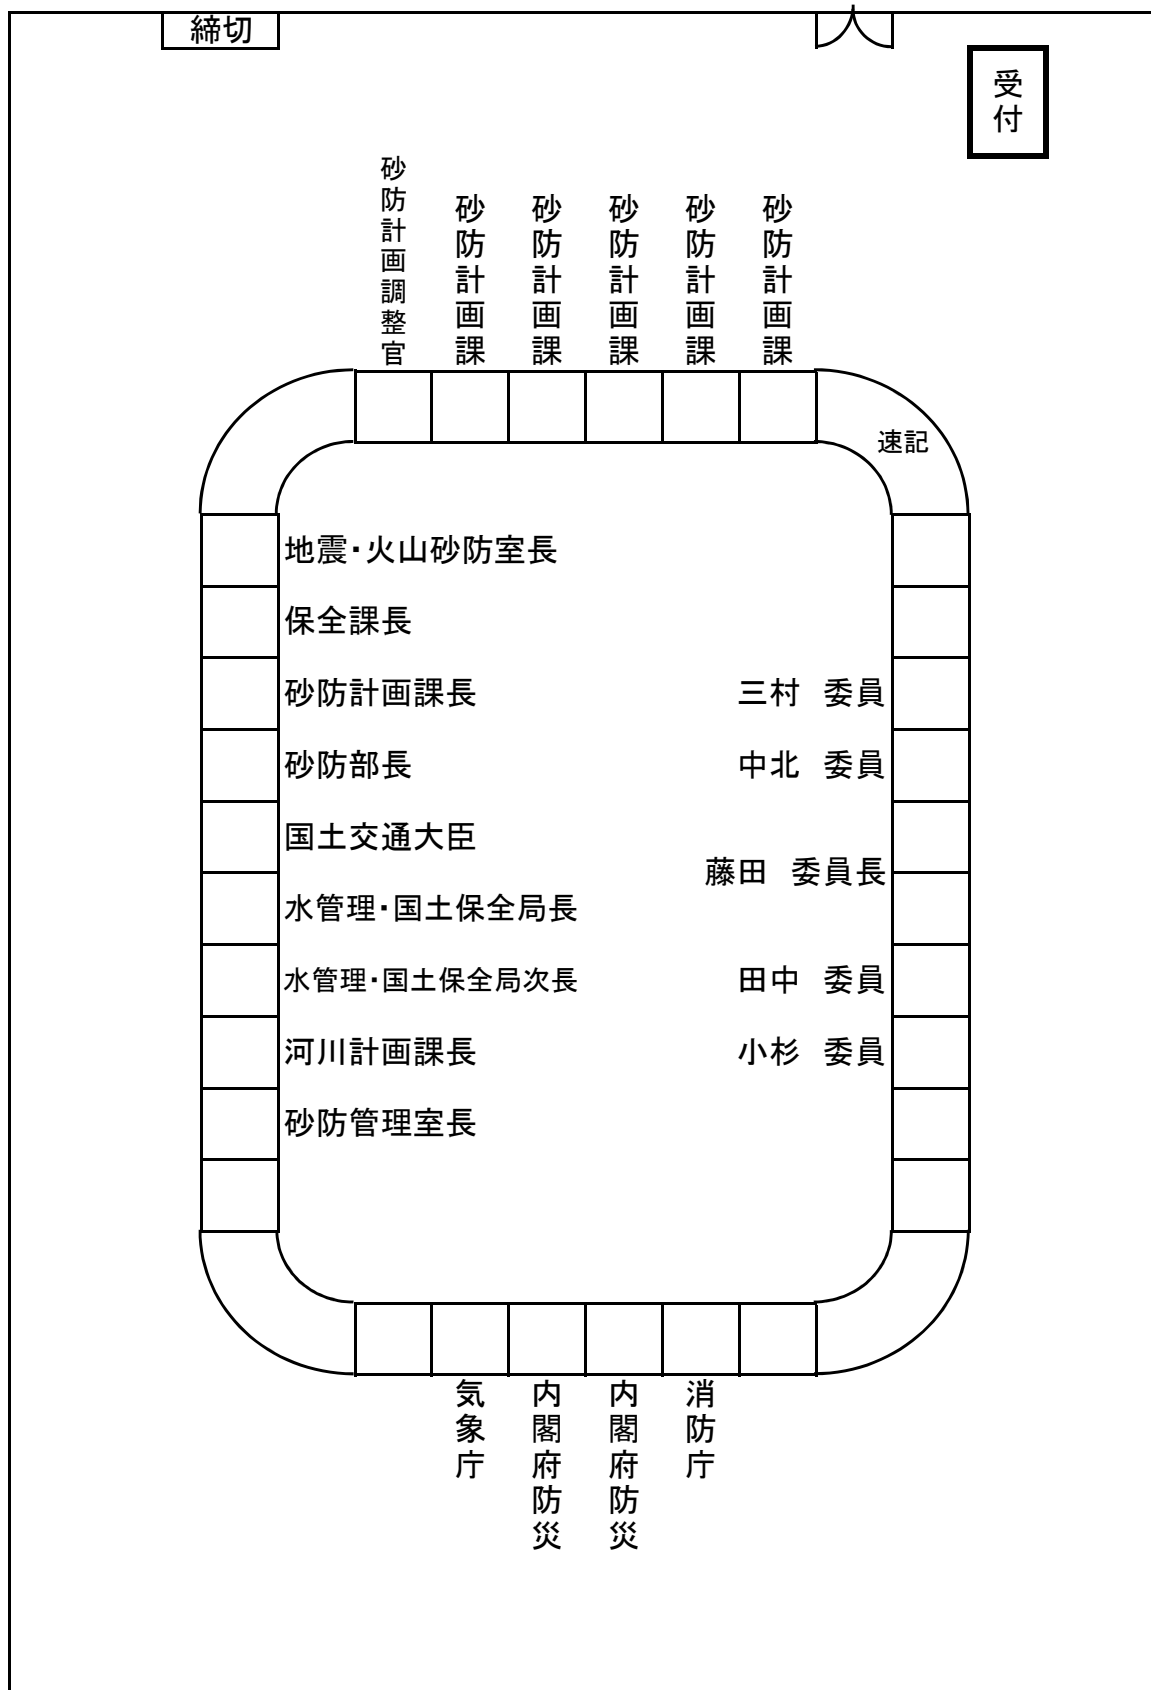 締切
受付
砂防計画調整官
砂防計画課
砂防計画課
砂防計画課
砂防計画課
砂防計画課
速記
地震・火山砂防室長
保全課長
砂防計画課長
三村　委員
砂防部長
中北　委員
国土交通大臣
藤田　委員長
水管理・国土保全局長
水管理・国土保全局次長
田中　委員
河川計画課長
小杉　委員
砂防管理室長
気象庁
内閣府防災
内閣府防災
消防庁